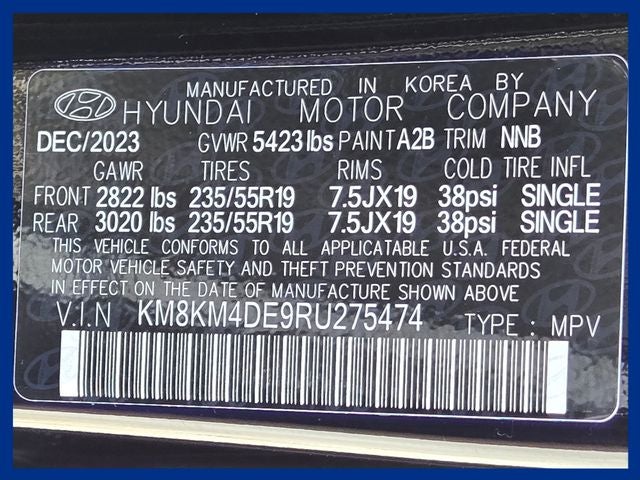 MANUFACTURED IN KOREA BY
HYUNDAI MOTOR COMPANY
DEC/2023 GVWR 5423 lbs PAINT A2B TRIM NNB
GAWR TIRES RIMS COLD TIRE INFL
FRONT 2822 lbs 235/55R19 7.5JX19 38psi SINGLE
REAR 3020 lbs 235/55R19 7.5JX19 38psi SINGLE
THIS VEHICLE CONFORMS TO ALL APPLICATABLE U.S.A. FEDERAL
MOTOR VEHICLE SAFETY AND THEFT PREVENTION STANDARDS
IN EFFECT ON THE DATE OF MANUFACTURE SHOWN ABOVE
V.I.N KM8KM4DE9RU275474 TYPE : MPV